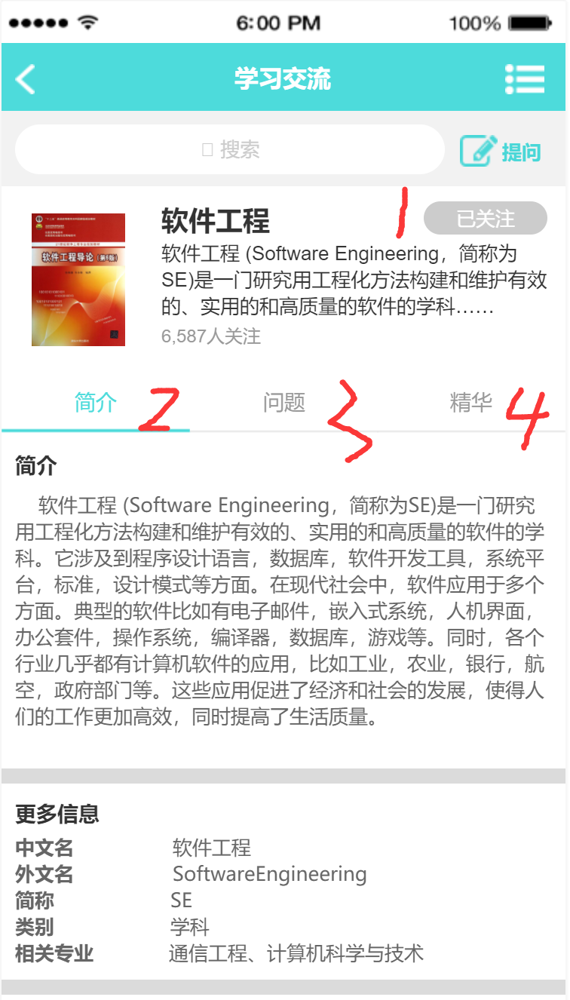 6:00 PM 100%
学习交流
搜索 提问
1
软件工程 已关注
软件工程 (Software Engineering，简称为
SE)是一门研究用工程化方法构建和维护有效
的、实用的和高质量的软件的学科……
6,587人关注
软件工程导论（第6版）
简介 2 问题 3 精华 4
简介
软件工程 (Software Engineering，简称为SE)是一门研究
用工程化方法构建和维护有效的、实用的和高质量的软件的学
科。它涉及到程序设计语言，数据库，软件开发工具，系统平
台，标准，设计模式等方面。在现代社会中，软件应用于多个
方面。典型的软件比如有电子邮件，嵌入式系统，人机界面，
办公套件，操作系统，编译器，数据库，游戏等。同时，各个
行业几乎都有计算机软件的应用，比如工业，农业，银行，航
空，政府部门等。这些应用促进了经济和社会的发展，使得人
们的工作更加高效，同时提高了生活质量。
更多信息
中文名 软件工程
外文名 SoftwareEngineering
简称 SE
类别 学科
相关专业 通信工程、计算机科学与技术